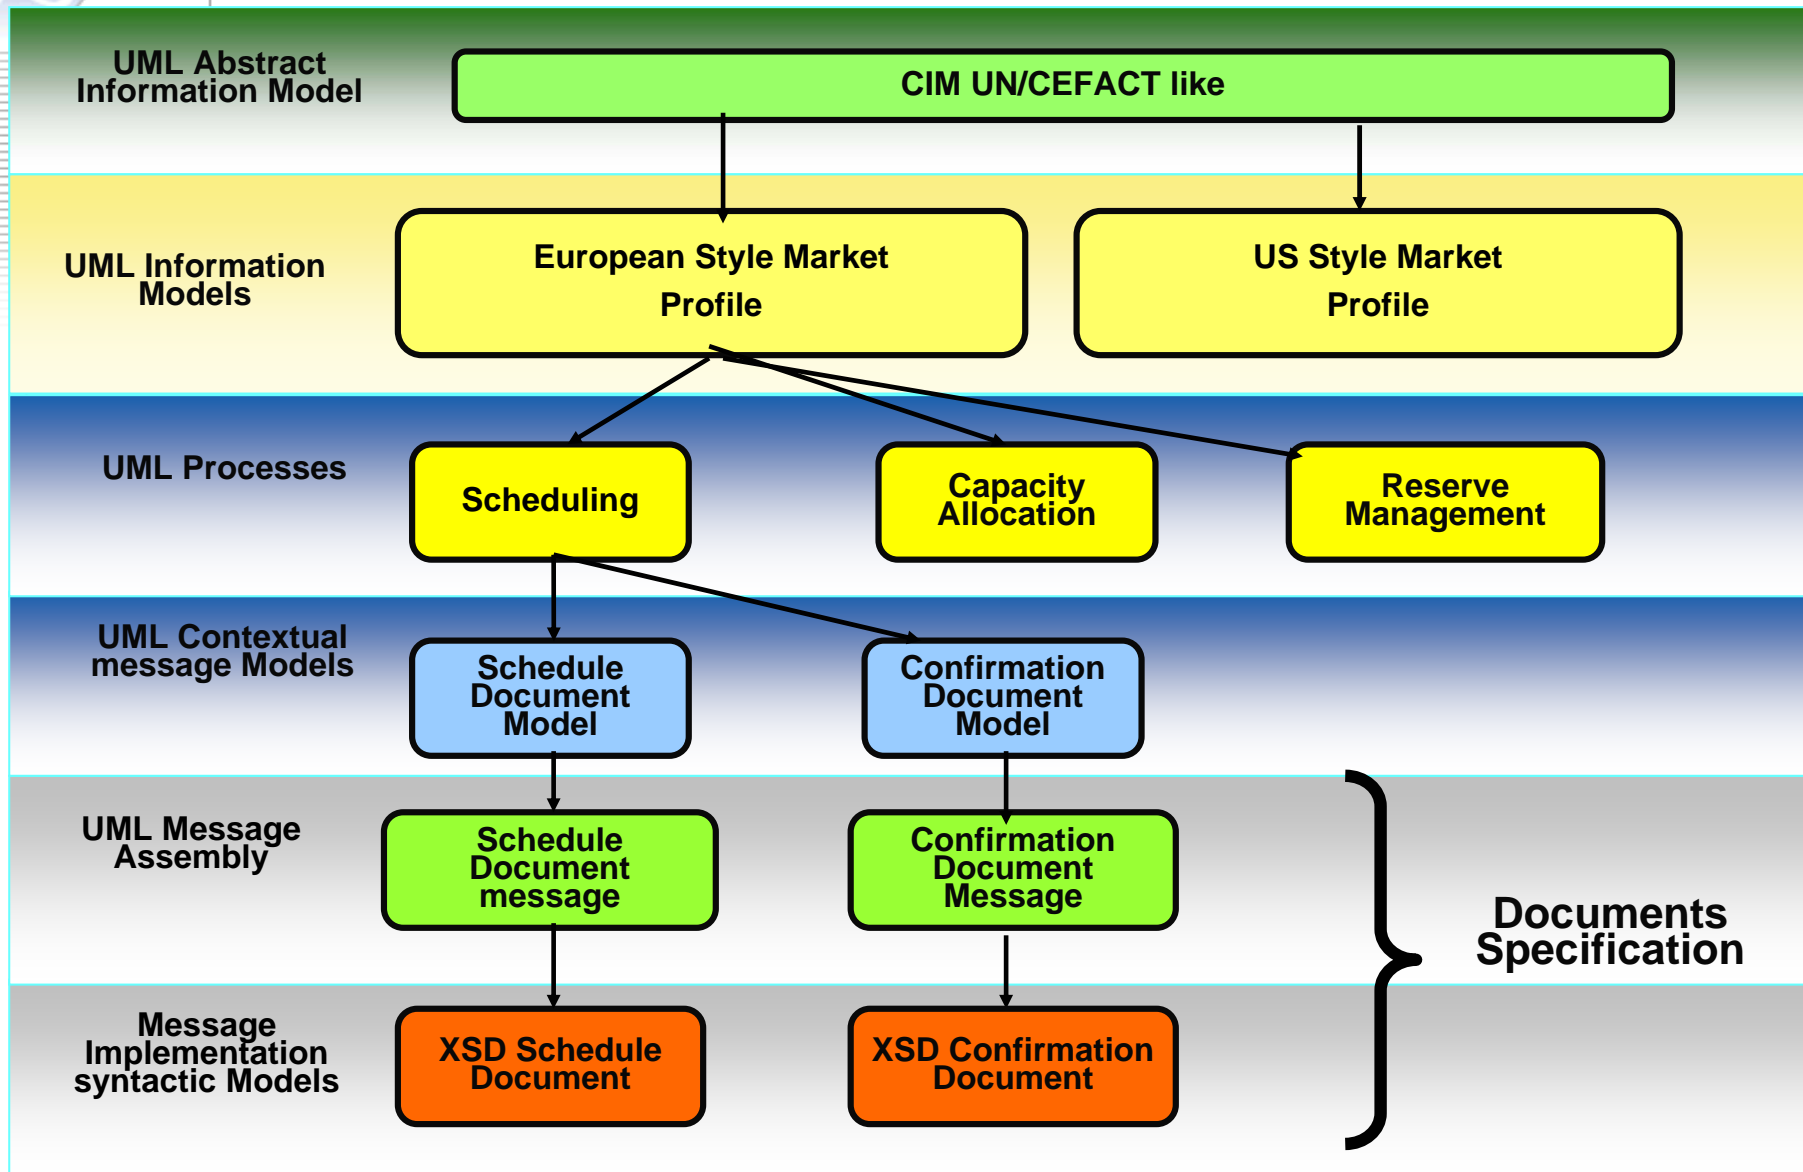 UML Abstract
Information Model
CIM UN/CEFACT like
UML Information
Models
European Style Market
Profile
US Style Market
Profile
UML Processes
Scheduling
Capacity
Allocation
Reserve
Management
UML Contextual
message Models
Schedule
Document
Model
Confirmation
Document
Model
UML Message
Assembly
Schedule
Document
message
Confirmation
Document
Message
Documents
Specification
Message
Implementation
syntactic Models
XSD Schedule
Document
XSD Confirmation
Document